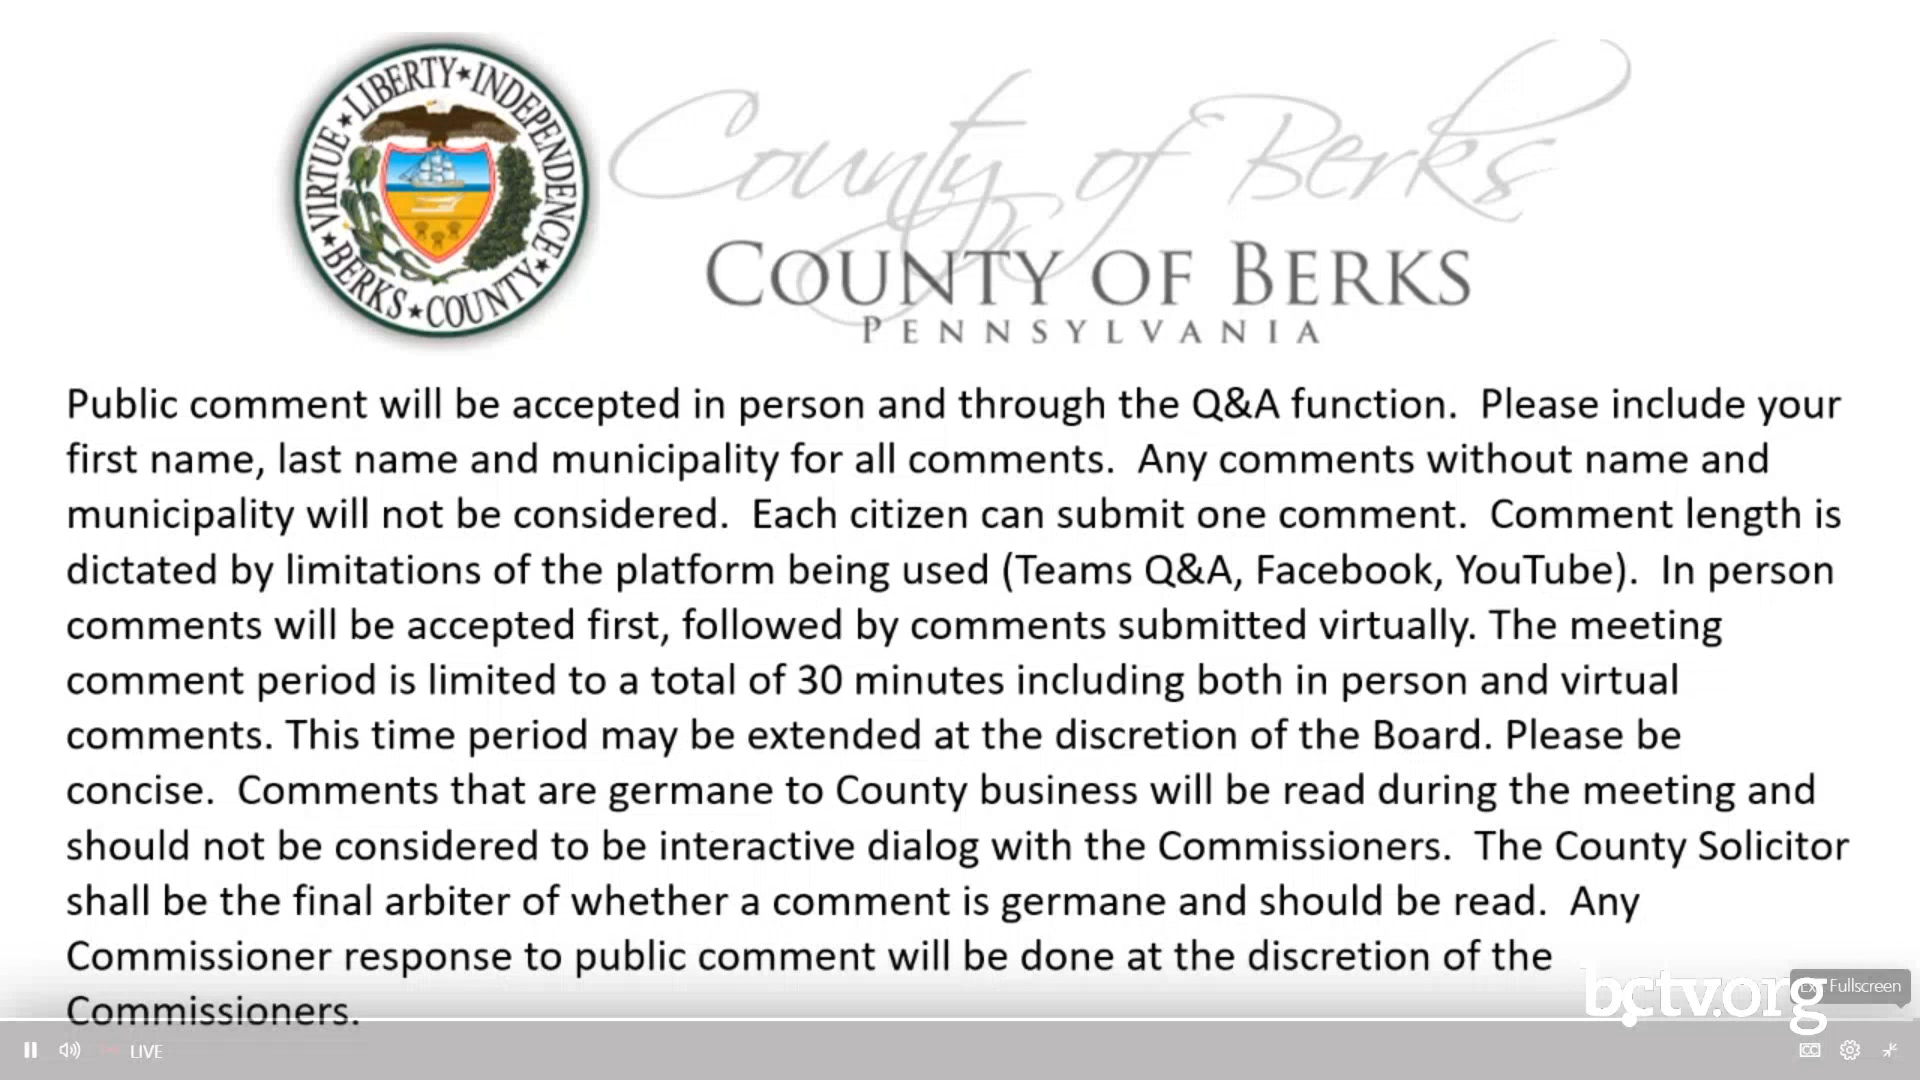 VIRTUE ★ LIBERTY ★ INDEPENDENCE ★
BERKS ★ COUNTY
County of Berks
COUNTY OF BERKS
PENNSYLVANIA
Public comment will be accepted in person and through the Q&A function.  Please include your
first name, last name and municipality for all comments.  Any comments without name and
municipality will not be considered.  Each citizen can submit one comment.  Comment length is
dictated by limitations of the platform being used (Teams Q&A, Facebook, YouTube).  In person
comments will be accepted first, followed by comments submitted virtually. The meeting
comment period is limited to a total of 30 minutes including both in person and virtual
comments. This time period may be extended at the discretion of the Board. Please be
concise.  Comments that are germane to County business will be read during the meeting and
should not be considered to be interactive dialog with the Commissioners.  The County Solicitor
shall be the final arbiter of whether a comment is germane and should be read.  Any
Commissioner response to public comment will be done at the discretion of the
Commissioners.
bctv.org
Fullscreen
LIVE
CC